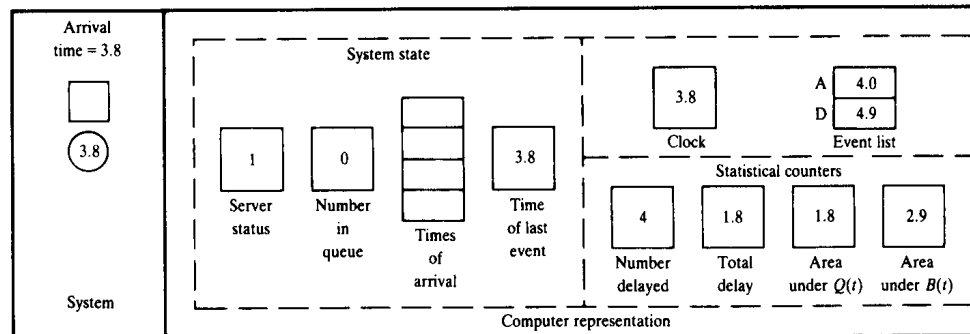 Arrival
time = 3.8
3.8
System
System state
1
Server
status
0
Number
in
queue
Times
of
arrival
3.8
Time
of last
event
3.8
Clock
A 4.0
D 4.9
Event list
Statistical counters
4
Number
delayed
1.8
Total
delay
1.8
Area
under Q(t)
2.9
Area
under B(t)
Computer representation